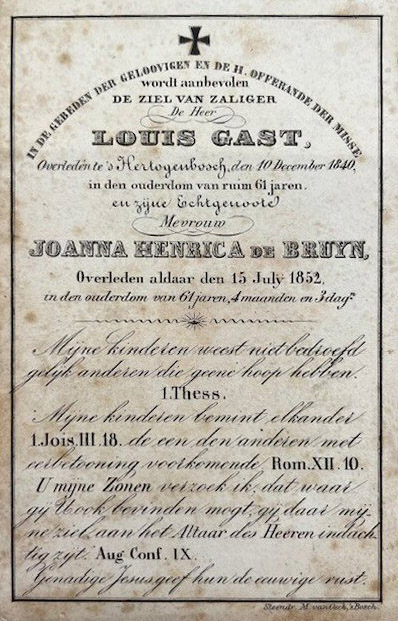 IN DE GEBEDEN DER GELOOVIGEN EN DE H. OFFERANDE DER MISSE,
wordt aanbevolen
DE ZIEL VAN ZALIGER
De Heer
LOUIS GAST,
Overleden te 's Hertogenbosch, den 10 December 1840,
in den ouderdom van ruim 61 jaren.
en zijne Echtgenoote
Mevrouw
JOANNA HENRICA DE BRUYN,
Overleden aldaar den 15 July 1852,
in den ouderdom van 61 jaren, 4 maanden en 3 dagn
Mijne kinderen weest niet bedroefd
gelijk anderen die geene hoop hebben.
1.Thess.
Mijne kinderen bemint elkander
1.Jois.III.18. de een den anderen met
eerbetooning voorkomende Rom.XII.10.
U mijne Zonen verzoek ik, dat waar
gij U ook bevinden mogt, gij daar mij-
ne ziel aan het Altaar des Heeren indach-
tig zyt. Aug Conf. IX.
Genadige Jesus geef hun de eeuwige rust.
Steendr. M. van Osch, 's Bosch.